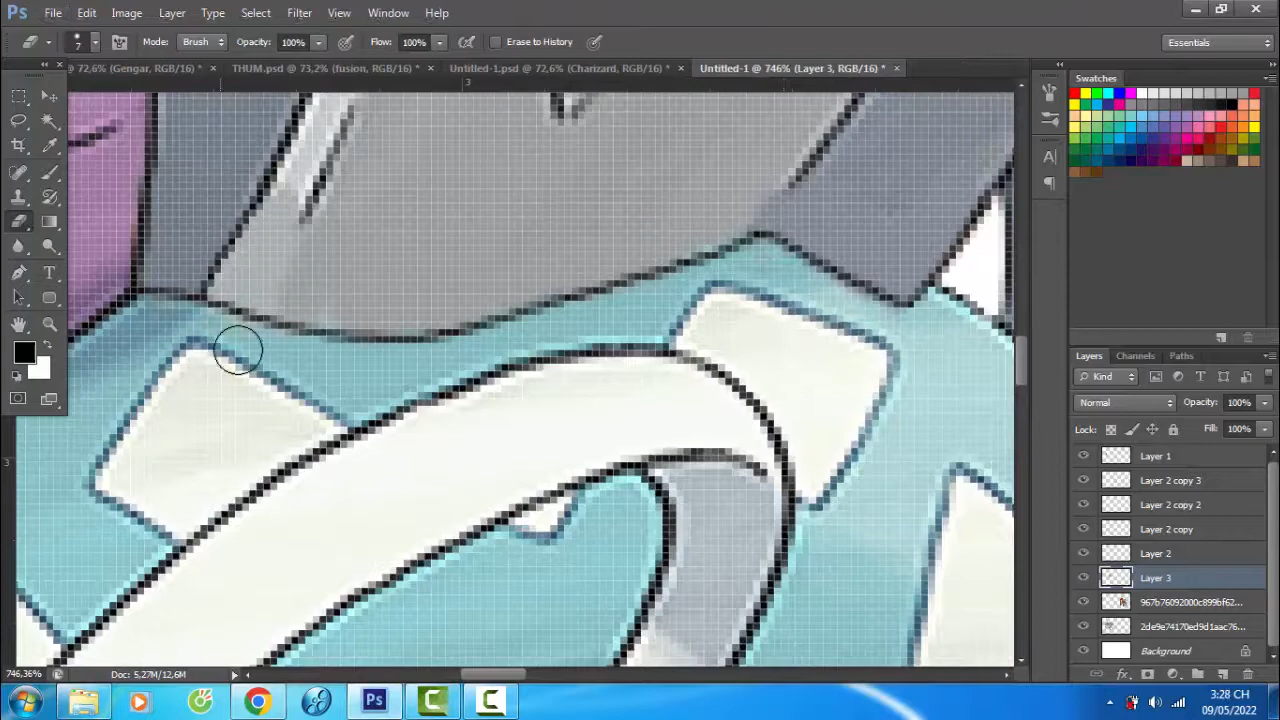 Ps File Edit Image Layer Type Select Filter View Window Help
7 Mode: Brush Opacity: 100% Flow: 100% Erase to History Essentials
72,6% (Gengar, RGB/16) * THUM.psd @ 73,2% (fusion, RGB/16) * Untitled-1.psd @ 72,6% (Charizard, RGB/16) * Untitled-1 @ 746% (Layer 3, RGB/16) *
3
Swatches
3
Layers Channels Paths
Kind
Normal Opacity: 100%
Lock: Fill: 100%
Layer 1
Layer 2 copy 3
Layer 2 copy 2
Layer 2 copy
Layer 2
Layer 3
967b76092000c899bf62...
2de9e74170ed9d1aac76...
Background
746,36% Doc: 5,27M/12,6M
Ps
3:28 CH
09/05/2022